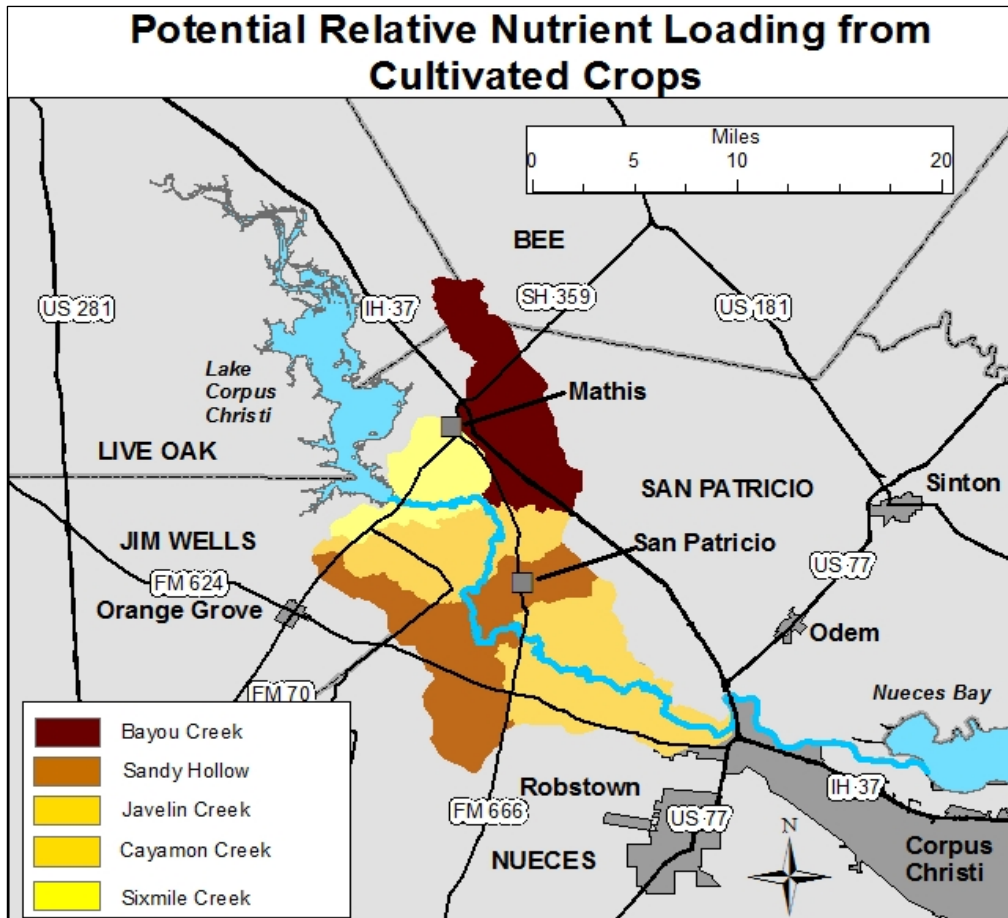 Potential Relative Nutrient Loading from
Cultivated Crops
Miles
0 5 10 20
BEE
US 281
IH 37
SH 359
US 181
Lake
Corpus
Christi
Mathis
LIVE OAK
SAN PATRICIO
Sinton
JIM WELLS
San Patricio
US 77
FM 624
Orange Grove
Odem
FM 70
Nueces Bay
Bayou Creek
Sandy Hollow
Javelin Creek
Cayamon Creek
Sixmile Creek
Robstown
IH 37
FM 666
US 77
N
NUECES
Corpus
Christi